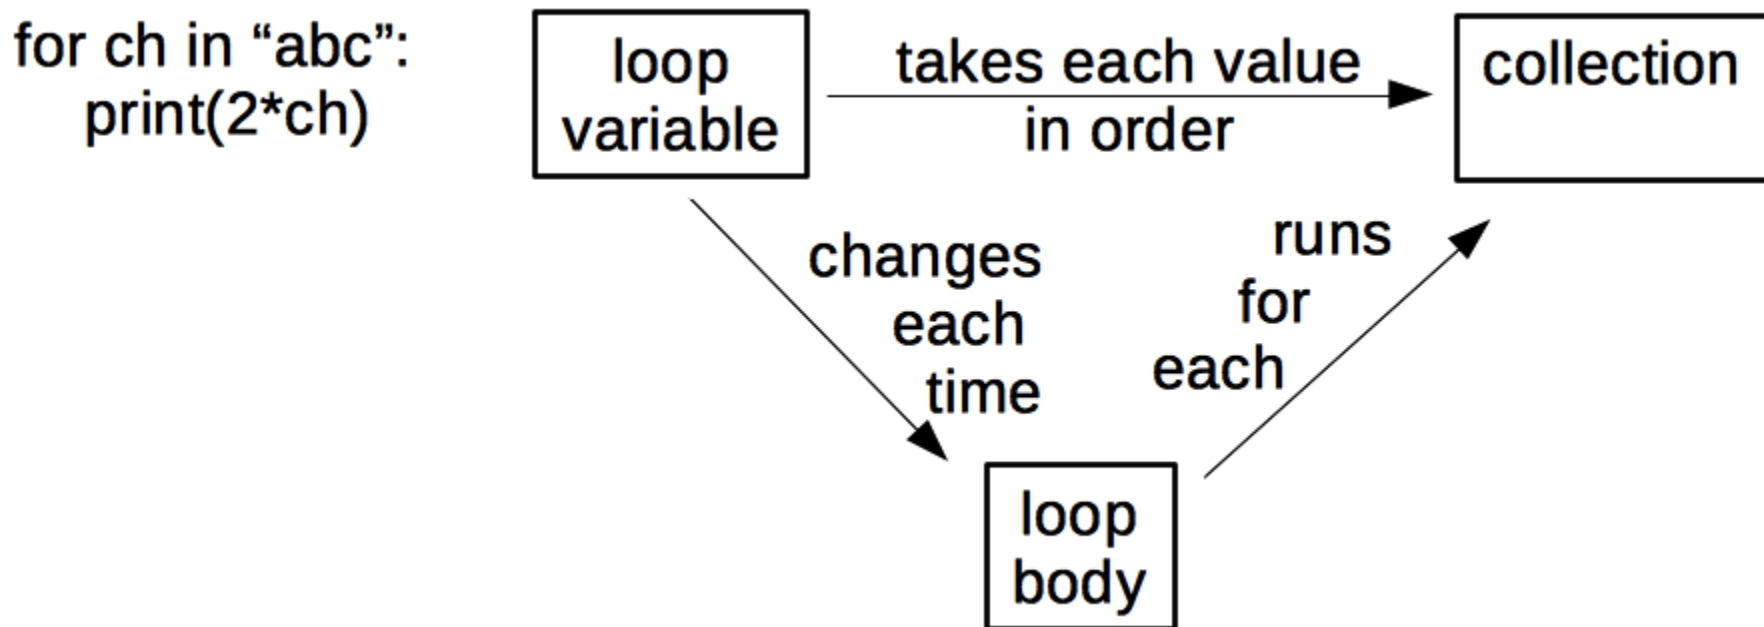 for ch in “abc”:
print(2*ch)
loop
variable
takes each value
in order
collection
changes
each
time
runs
for
each
loop
body